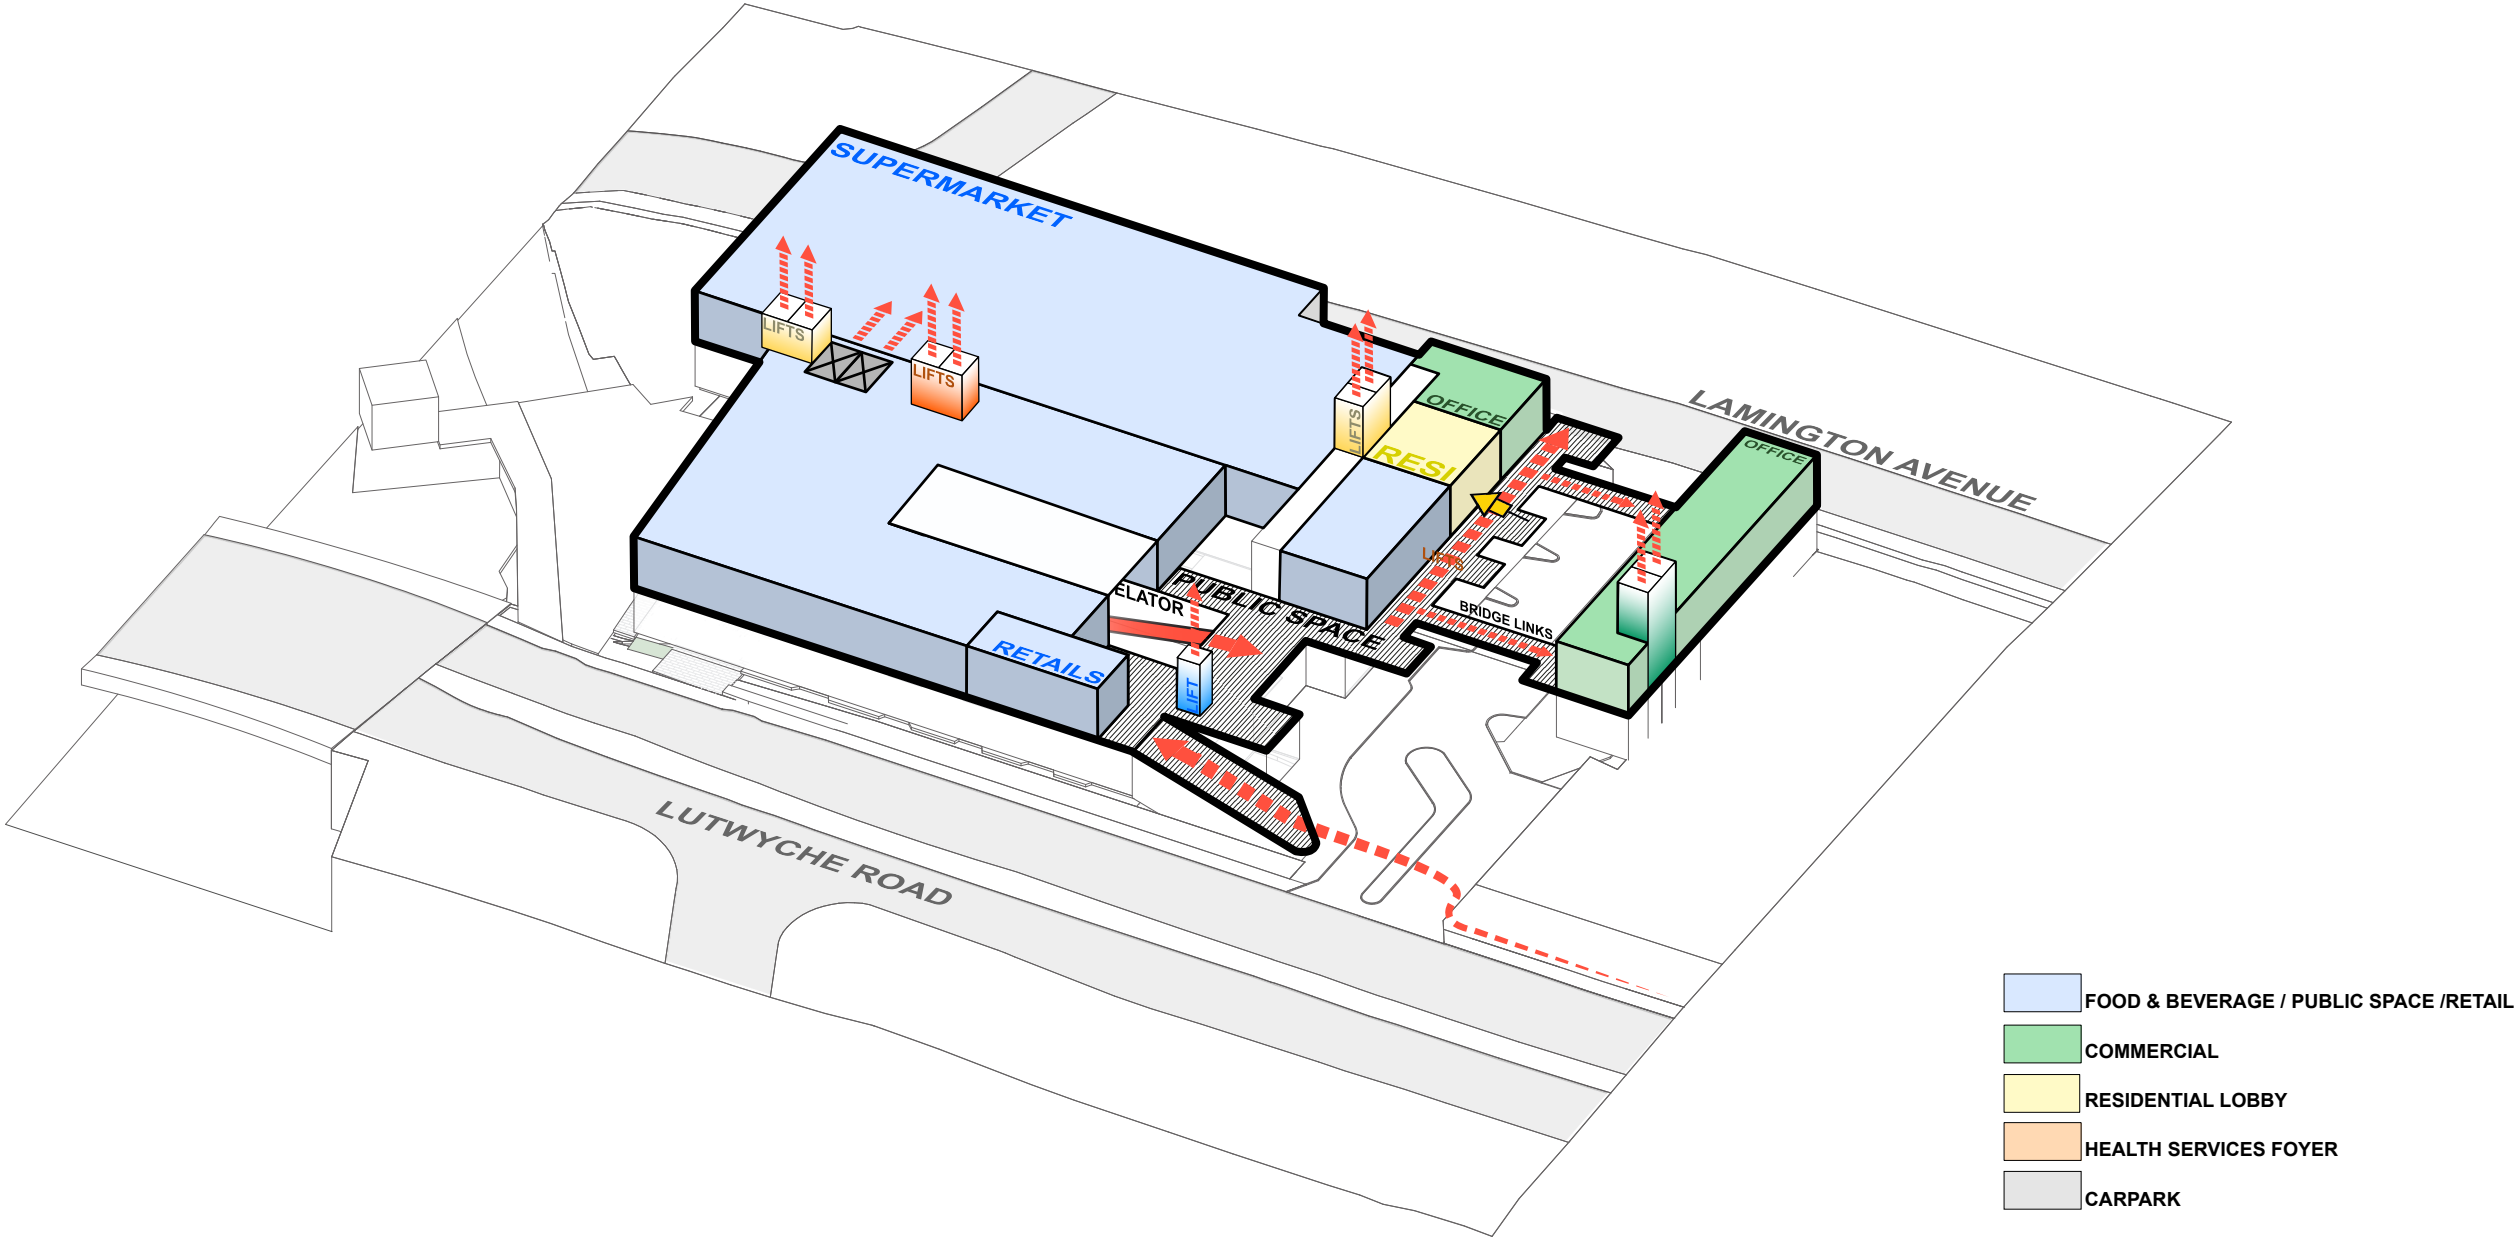 SUPERMARKET
LIFTS
LIFTS
LIFTS
OFFICE
RESI
LAMINGTON AVENUE
OFFICE
LIFTS
ELATOR
PUBLIC SPACE
BRIDGE LINKS
RETAILS
LIFT
LUTWYCHE ROAD
FOOD & BEVERAGE / PUBLIC SPACE /RETAIL
COMMERCIAL
RESIDENTIAL LOBBY
HEALTH SERVICES FOYER
CARPARK